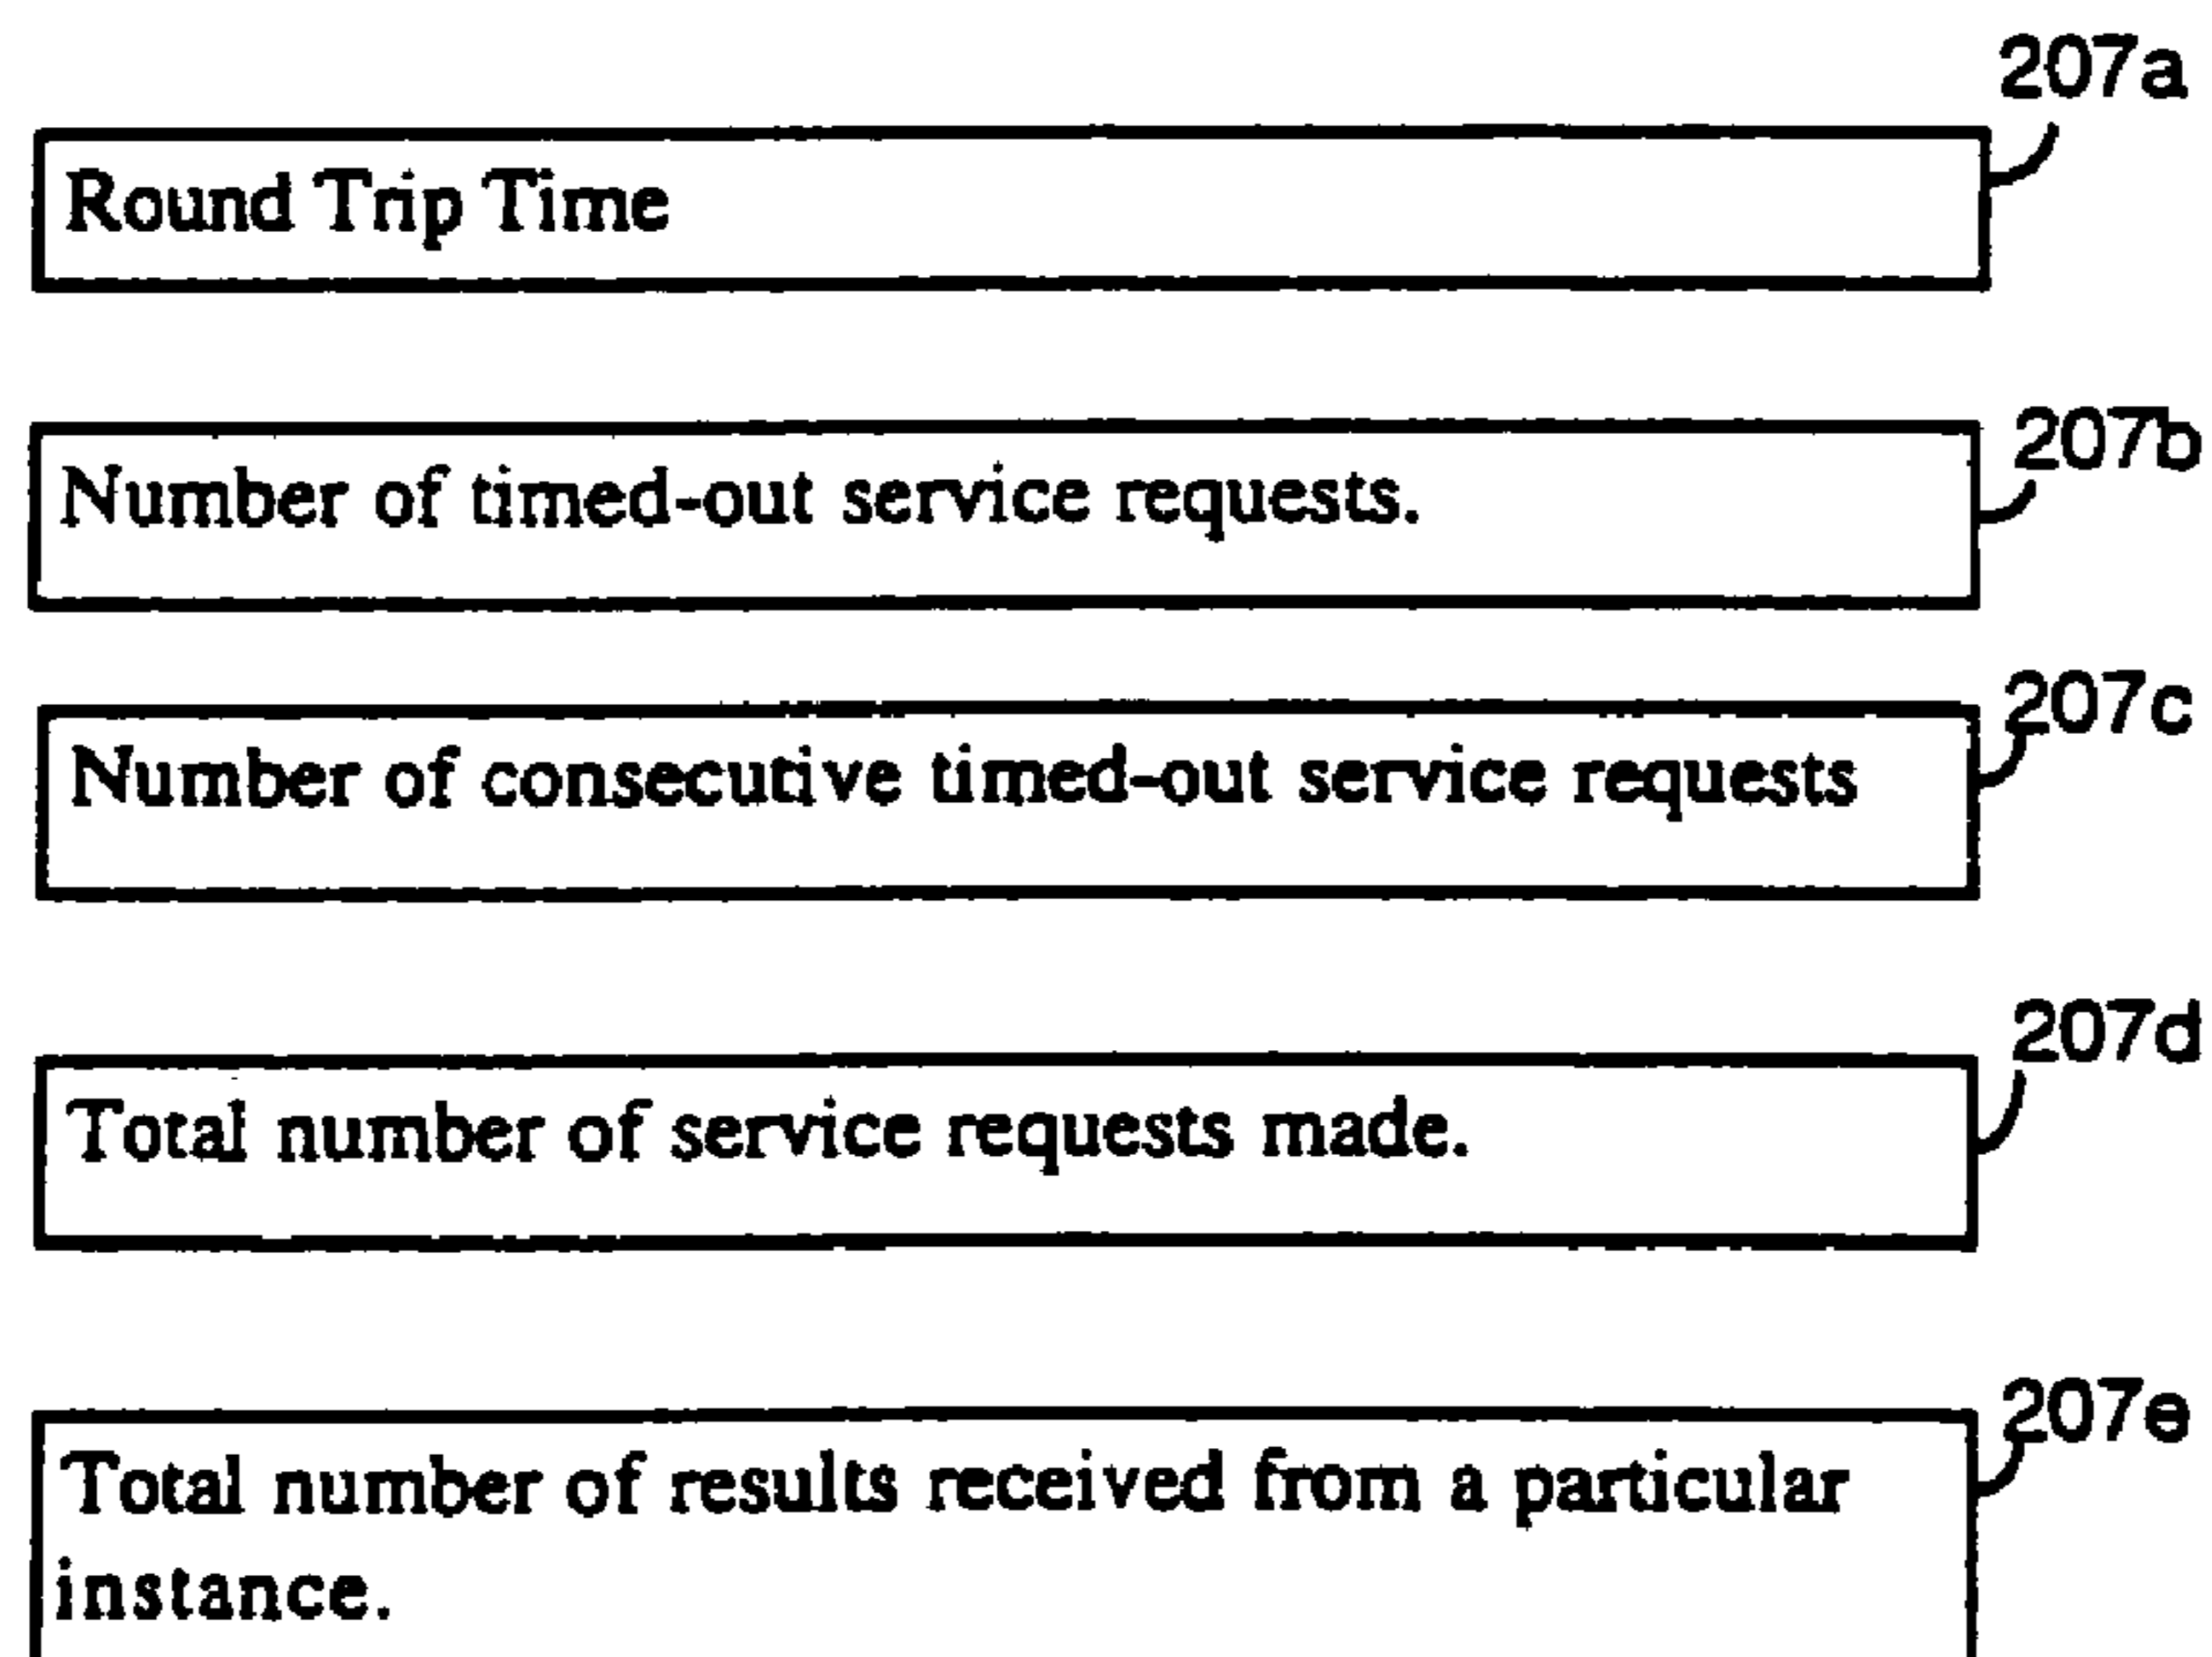 207a
Round Trip Time
207b
Number of timed-out service requests.
207c
Number of consecutive timed-out service requests
207d
Total number of service requests made.
207e
Total number of results received from a particular
instance.